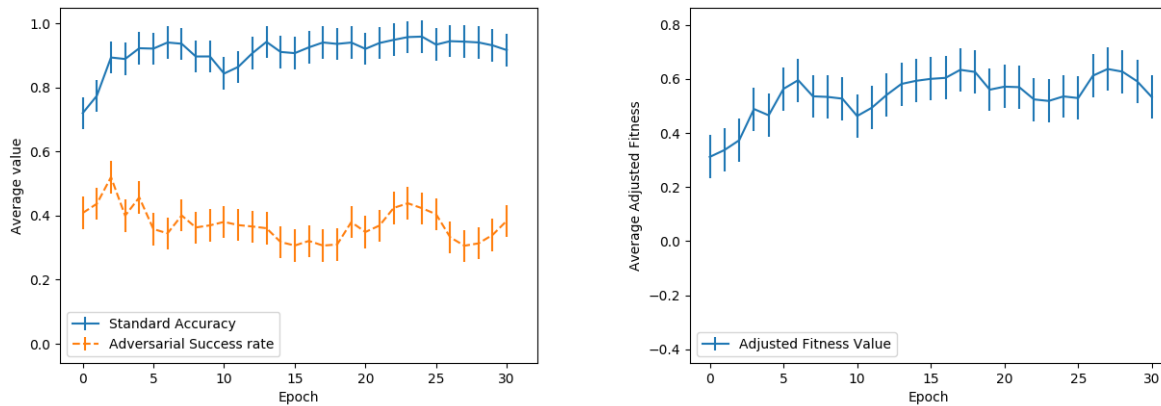 1.0
0.8
0.6
0.4
0.2
0.0
Average value
Standard Accuracy
Adversarial Success rate
0 5 10 15 20 25 30
Epoch
0.8
0.6
0.4
0.2
0.0
−0.2
−0.4
Average Adjusted Fitness
Adjusted Fitness Value
0 5 10 15 20 25 30
Epoch